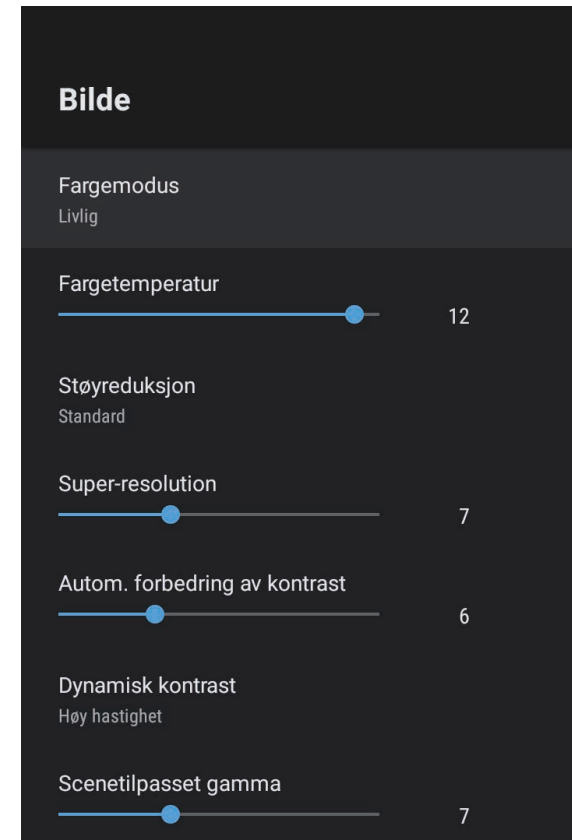 Bilde
Fargemodus
Livlig
Fargetemperatur
12
Støyreduksjon
Standard
Super-resolution
7
Autom. forbedring av kontrast
6
Dynamisk kontrast
Høy hastighet
Scenetilpasset gamma
7